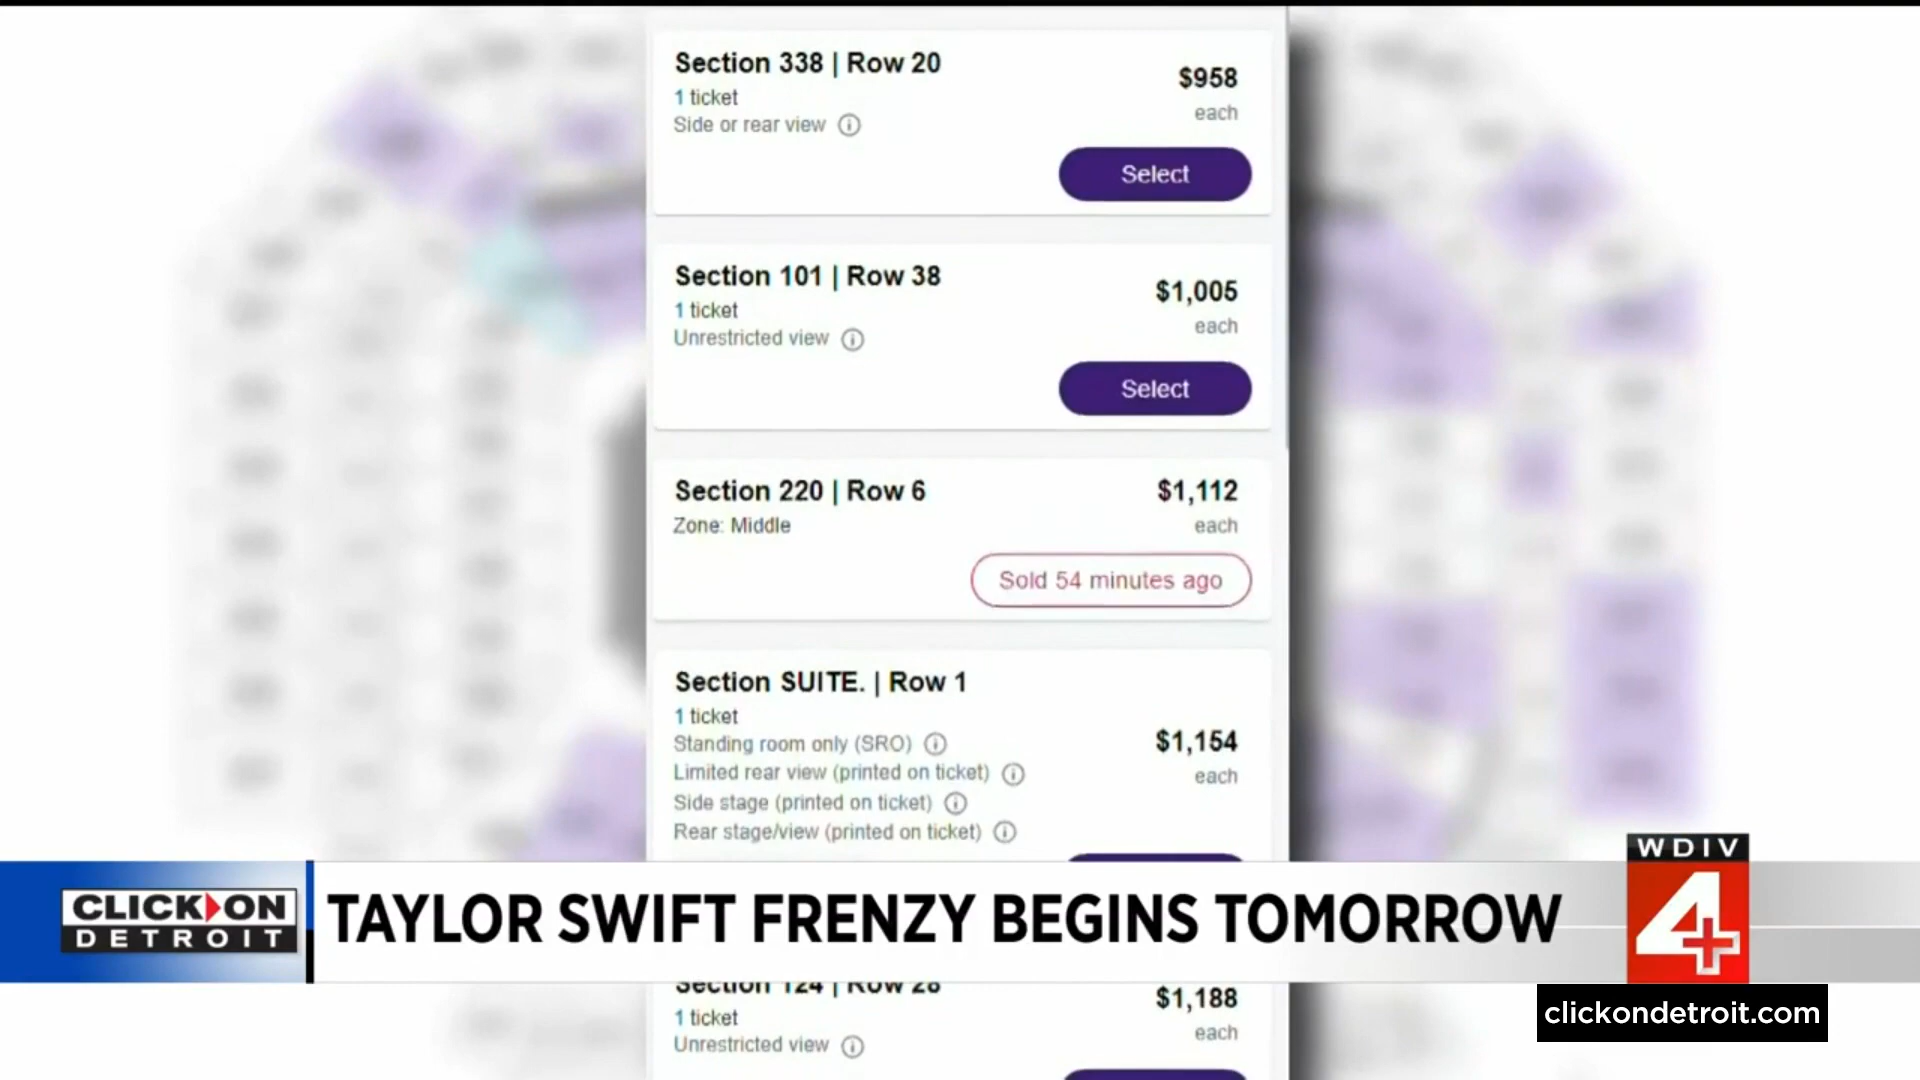 Section 338 | Row 20
$958
1 ticket
each
Side or rear view
Select
Section 101 | Row 38
$1,005
1 ticket
each
Unrestricted view
Select
Section 220 | Row 6
$1,112
Zone: Middle
each
Sold 54 minutes ago
Section SUITE. | Row 1
1 ticket
Standing room only (SRO)
$1,154
Limited rear view (printed on ticket)
each
Side stage (printed on ticket)
Rear stage/view (printed on ticket)
WDIV
4
CLICK ON
DETROIT
TAYLOR SWIFT FRENZY BEGINS TOMORROW
Section 124 | Row 28
$1,188
1 ticket
each
Unrestricted view
clickondetroit.com